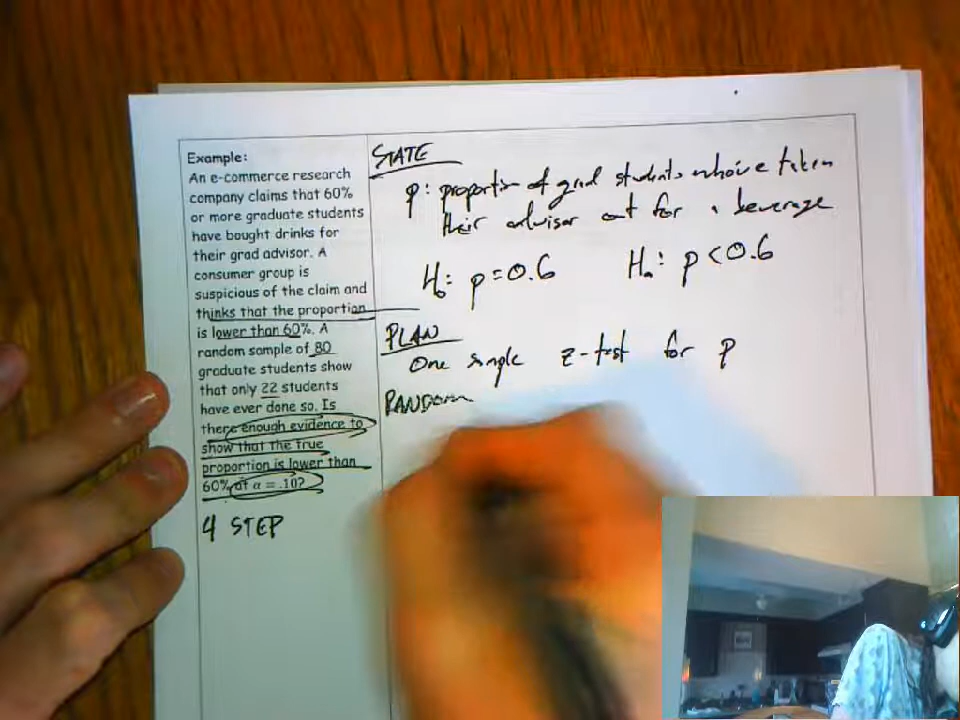 Example:
An e-commerce research
company claims that 60%
or more graduate students
have bought drinks for
their grad advisor. A
consumer group is
suspicious of the claim and
thinks that the proportion
is lower than 60%. A
random sample of 80
graduate students show
that only 22 students
have ever done so. Is
there enough evidence to
show that the true
proportion is lower than
60% at α = .10?
4 STEP
STATE
p: proportion of grad students who've taken
their advisor out for a beverage
H₀: p=0.6 Hₐ: p<0.6
PLAN
One sample z-test for p
RANDOM